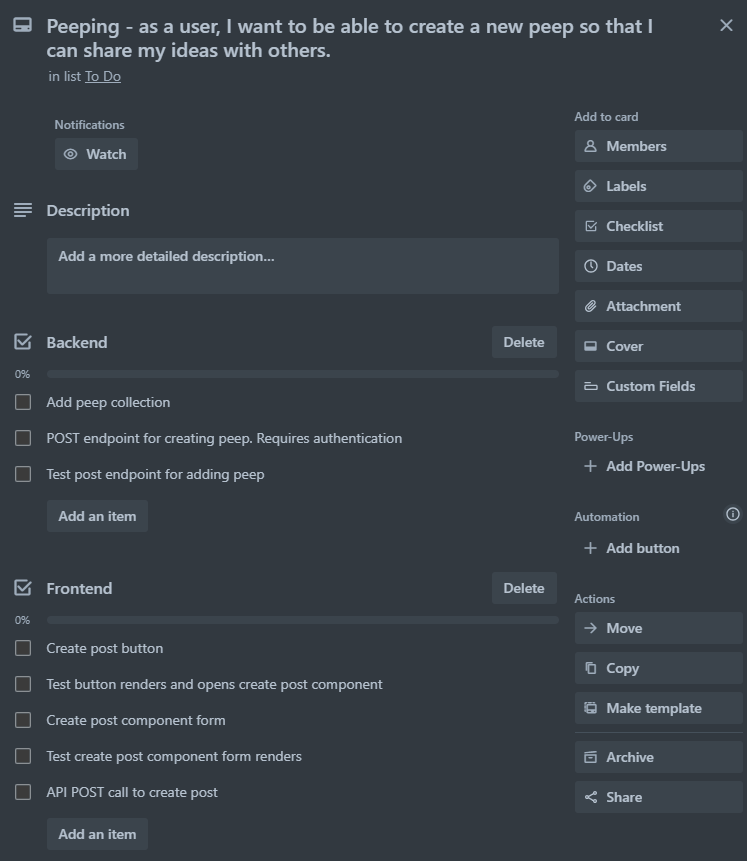 Peeping - as a user, I want to be able to create a new peep so that I
can share my ideas with others.
in list To Do
Notifications
Watch
Description
Add a more detailed description...
Backend
Delete
0%
Add peep collection
POST endpoint for creating peep. Requires authentication
Test post endpoint for adding peep
Add an item
Frontend
Delete
0%
Create post button
Test button renders and opens create post component
Create post component form
Test create post component form renders
API POST call to create post
Add an item
Add to card
Members
Labels
Checklist
Dates
Attachment
Cover
Custom Fields
Power-Ups
Add Power-Ups
Automation
Add button
Actions
Move
Copy
Make template
Archive
Share